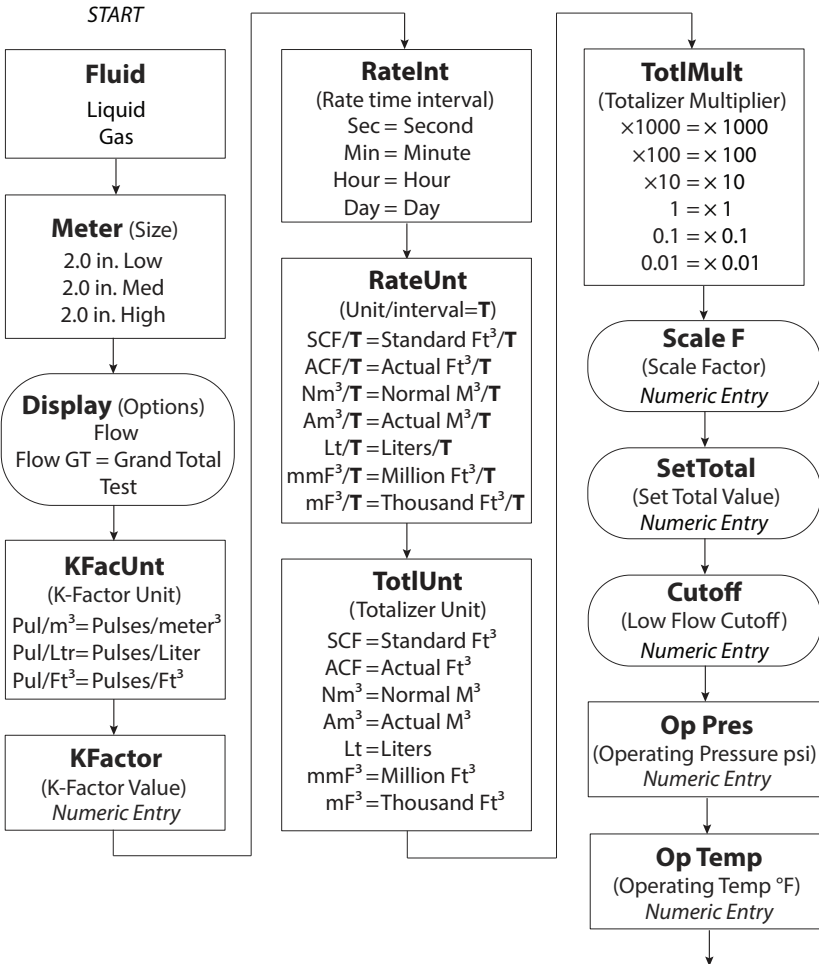 START
Fluid
Liquid
Gas
Meter (Size)
2.0 in. Low
2.0 in. Med
2.0 in. High
Display (Options)
Flow
Flow GT = Grand Total
Test
KFacUnt
(K-Factor Unit)
Pul/m³= Pulses/meter³
Pul/Ltr= Pulses/Liter
Pul/Ft³= Pulses/Ft³
KFactor
(K-Factor Value)
Numeric Entry
RateInt
(Rate time interval)
Sec = Second
Min = Minute
Hour = Hour
Day = Day
RateUnt
(Unit/interval=T)
SCF/T =Standard Ft³/T
ACF/T =Actual Ft³/T
Nm³/T =Normal M³/T
Am³/T =Actual M³/T
Lt/T =Liters/T
mmF³/T =Million Ft³/T
mF³/T =Thousand Ft³/T
TotlUnt
(Totalizer Unit)
SCF =Standard Ft³
ACF =Actual Ft³
Nm³ =Normal M³
Am³ =Actual M³
Lt =Liters
mmF³ =Million Ft³
mF³ =Thousand Ft³
TotlMult
(Totalizer Multiplier)
×1000 = × 1000
×100 = × 100
×10 = × 10
1 = × 1
0.1 = × 0.1
0.01 = × 0.01
Scale F
(Scale Factor)
Numeric Entry
SetTotal
(Set Total Value)
Numeric Entry
Cutoff
(Low Flow Cutoff)
Numeric Entry
Op Pres
(Operating Pressure psi)
Numeric Entry
Op Temp
(Operating Temp °F)
Numeric Entry